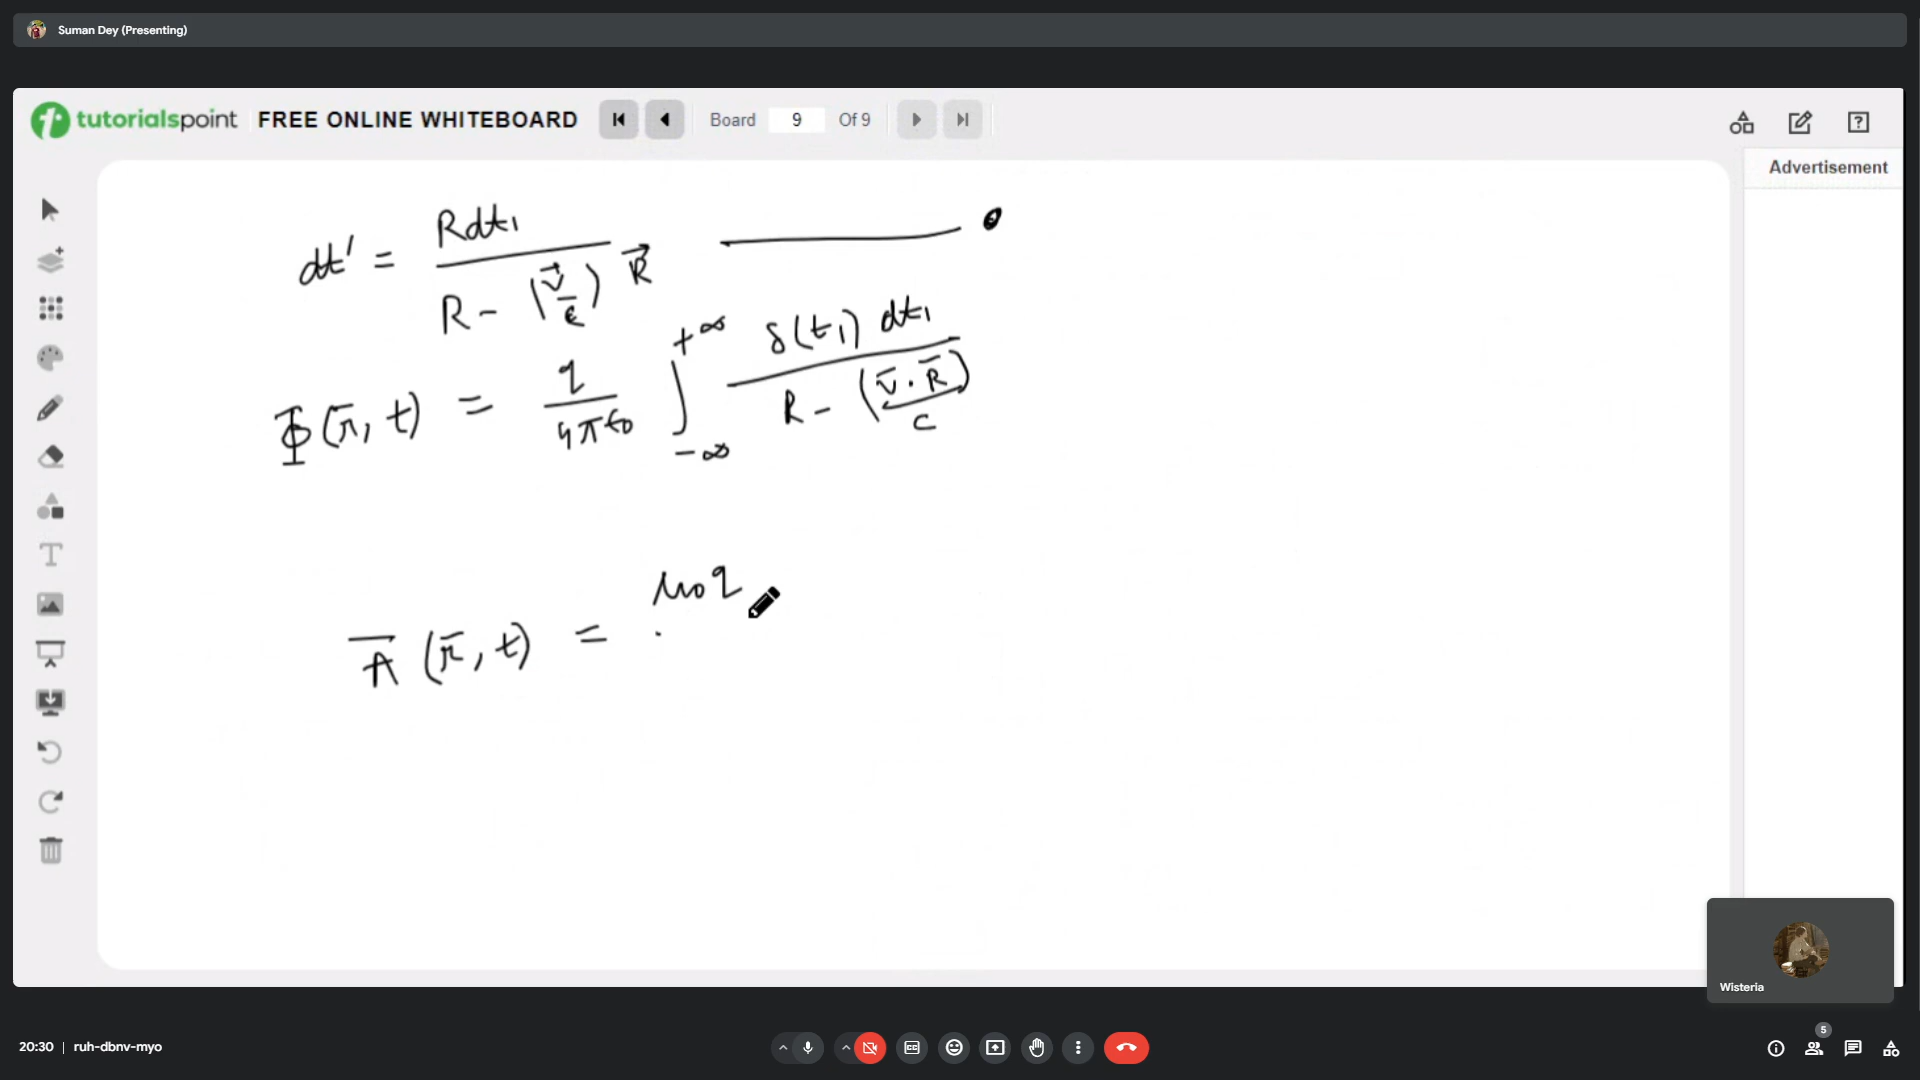 Suman Dey (Presenting)
tutorialspoint FREE ONLINE WHITEBOARD Board 9 Of 9
Advertisement
dt' = Rdt₁ / (R - (v⃗/c) R⃗)
Φ(r̄, t) = q/(4πε₀) ∫_{-∞}^{+∞} δ(t₁) dt₁ / (R - (v̄ · R̄)/c)
Ā (r̄, t) = μ₀q
Wisteria
20:30 | ruh-dbnv-myo
5